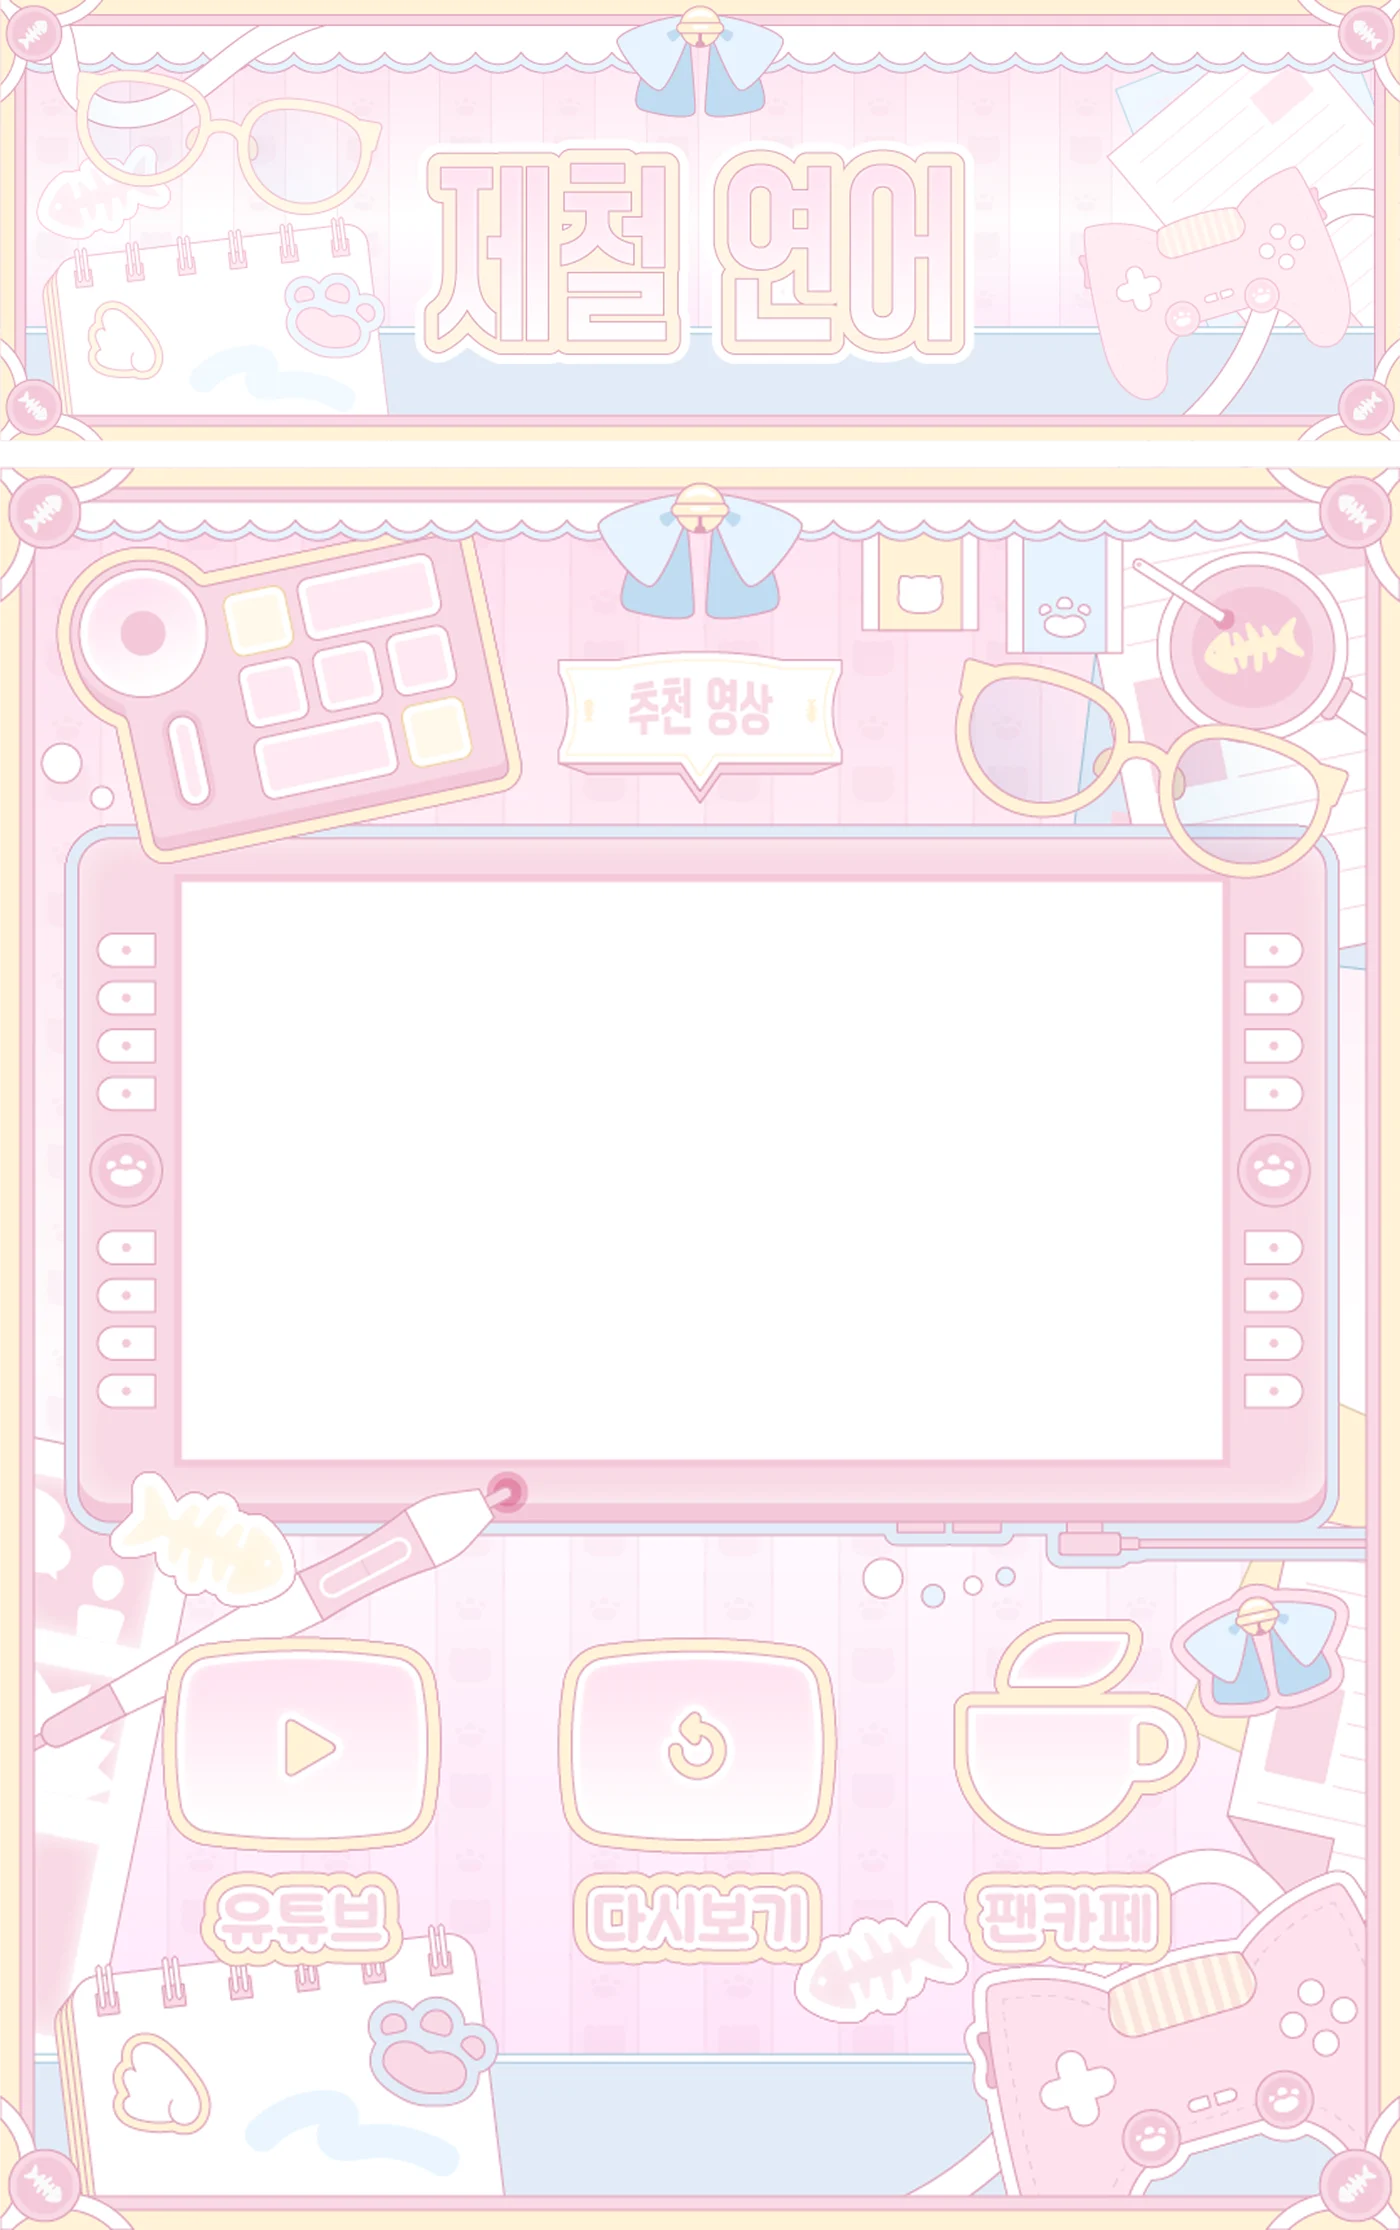 제철 연어
추천 영상
유튜브
다시보기
팬카페